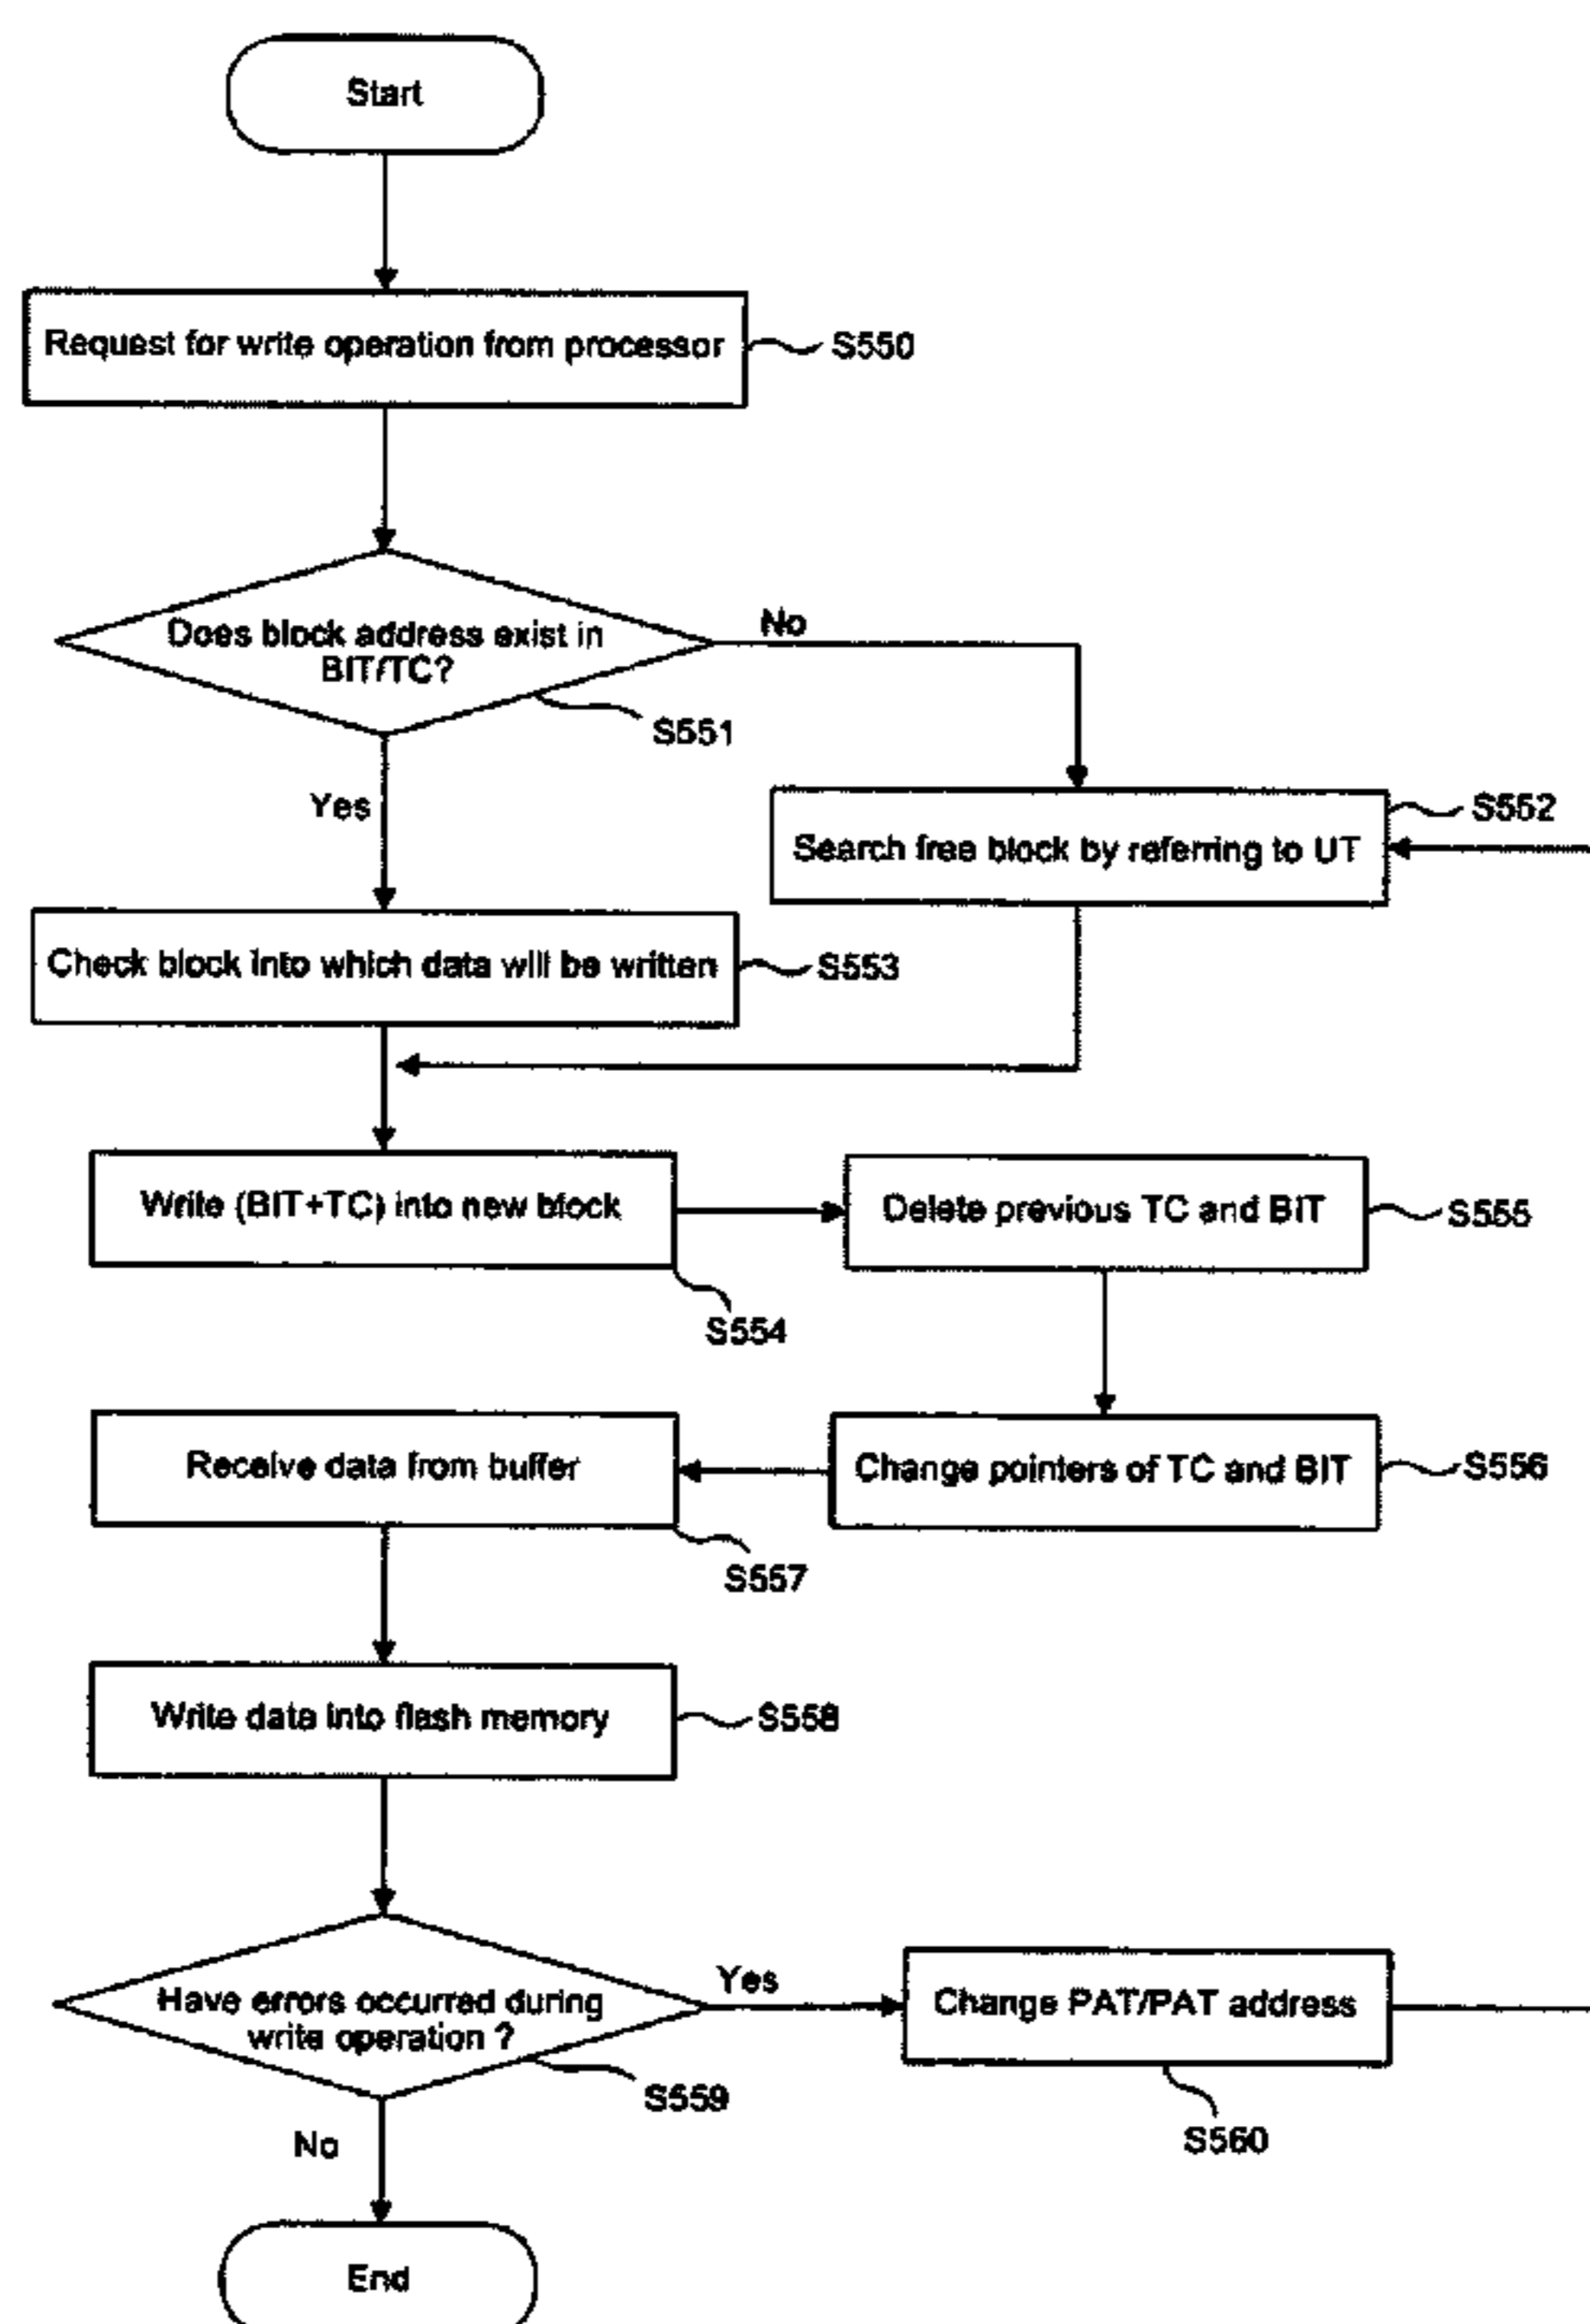 Start
Request for write operation from processor
S550
Does block address exist in
BIT/TC?
No
S551
Yes
S552
Search free block by referring to UT
Check block into which data will be written
S553
Write (BIT+TC) into new block
Delete previous TC and BIT
S555
S554
Receive data from buffer
Change pointers of TC and BIT
S556
S557
Write data into flash memory
S558
Have errors occurred during
write operation ?
Yes
Change PAT/PAT address
S559
S560
No
End